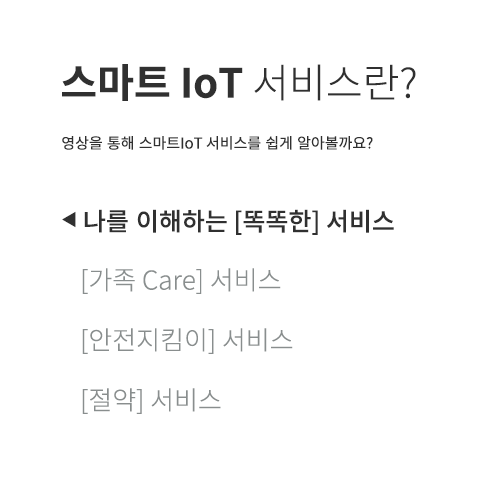 스마트 IoT 서비스란?
영상을 통해 스마트IoT 서비스를 쉽게 알아볼까요?
◀ 나를 이해하는 [똑똑한] 서비스
[가족 Care] 서비스
[안전지킴이] 서비스
[절약] 서비스